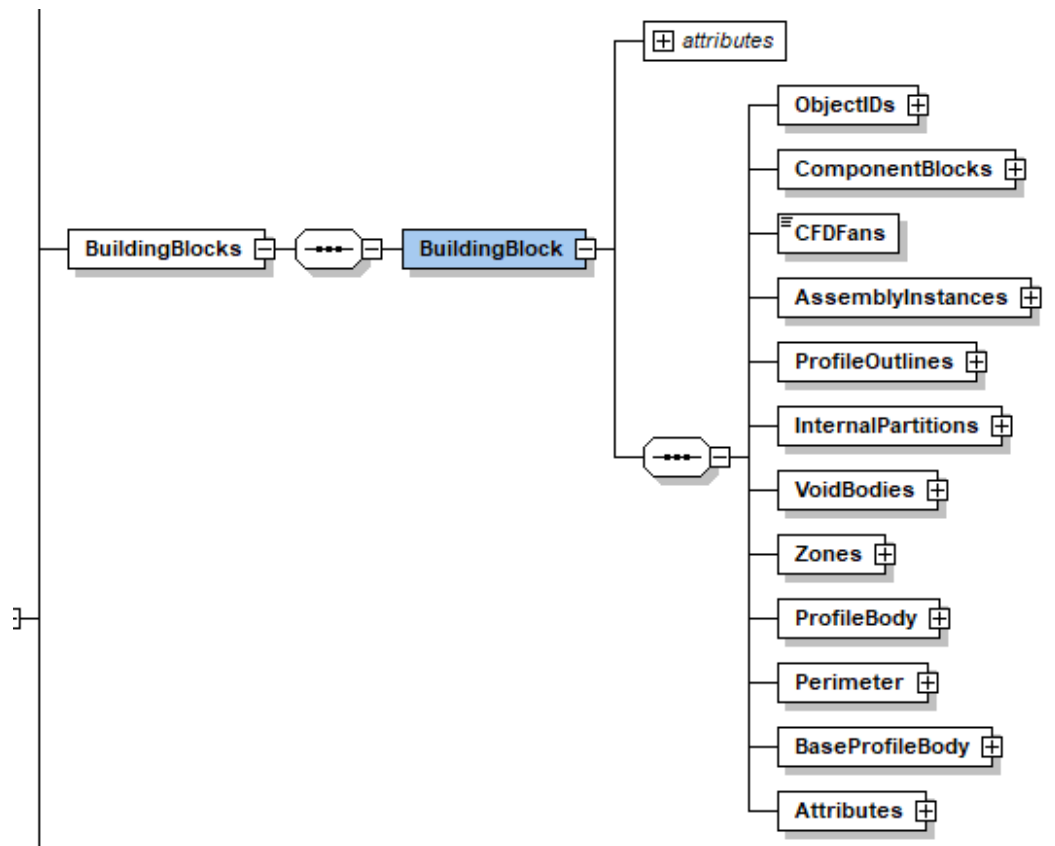 attributes
ObjectIDs
ComponentBlocks
CFDFans
BuildingBlocks
BuildingBlock
AssemblyInstances
ProfileOutlines
InternalPartitions
VoidBodies
Zones
ProfileBody
Perimeter
BaseProfileBody
Attributes